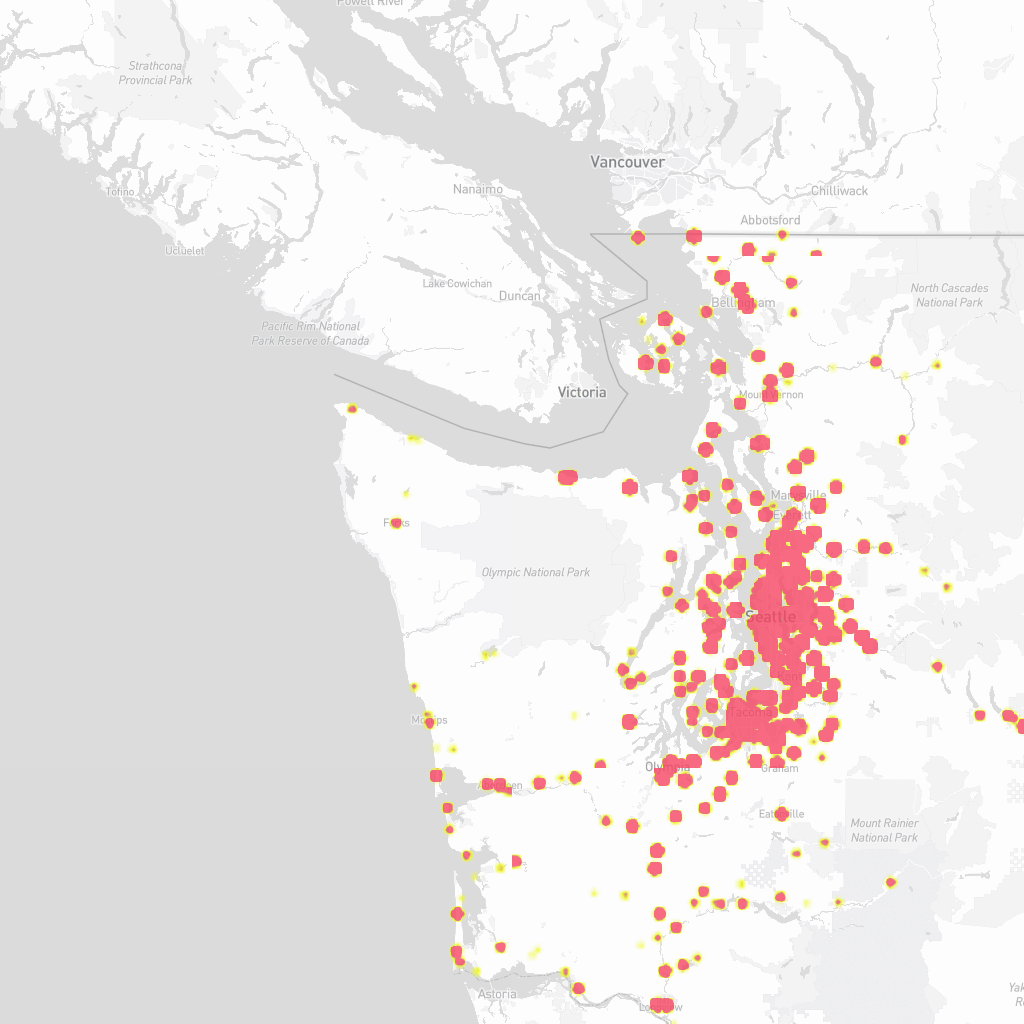 Powell River
Strathcona
Provincial Park
Vancouver
Tofino
Nanaimo
Chilliwack
Abbotsford
Ucluelet
Lake Cowichan
Duncan
North Cascades
National Park
Bellingham
Pacific Rim National
Park Reserve of Canada
Victoria
Mount Vernon
Marysville
Everett
Forks
Olympic National Park
Seattle
Kent
Tacoma
Olympia
Graham
Aberdeen
Eatonville
Mount Rainier
National Park
Astoria
Longview